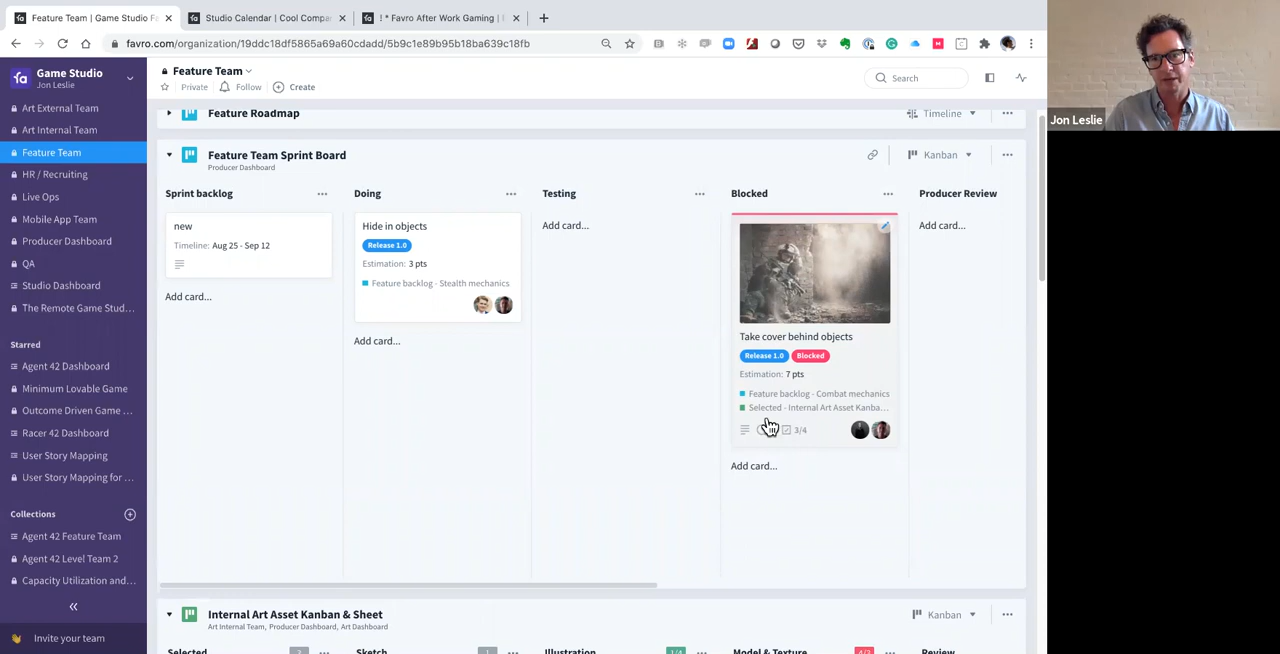 Feature Team | Game Studio Fa
Studio Calendar | Cool Compa
! * Favro After Work Gaming |
favro.com/organization/19ddc18df5865a69a60cdadd/5b9c1e89b95b18ba639c18fb
Game Studio
Jon Leslie
Art External Team
Art Internal Team
Feature Team
HR / Recruiting
Live Ops
Mobile App Team
Producer Dashboard
QA
Studio Dashboard
The Remote Game Stud...
Starred
Agent 42 Dashboard
Minimum Lovable Game
Outcome Driven Game ...
Racer 42 Dashboard
User Story Mapping
User Story Mapping for ...
Collections
Agent 42 Feature Team
Agent 42 Level Team 2
Capacity Utilization and...
Invite your team
Feature Team
Private
Follow
Create
Search
Feature Roadmap
Timeline
Feature Team Sprint Board
Producer Dashboard
Kanban
Sprint backlog
new
Timeline: Aug 25 - Sep 12
Add card...
Doing
Hide in objects
Release 1.0
Estimation: 3 pts
Feature backlog - Stealth mechanics
Add card...
Testing
Add card...
Blocked
Take cover behind objects
Release 1.0
Blocked
Estimation: 7 pts
Feature backlog - Combat mechanics
Selected - Internal Art Asset Kanba...
3/4
Add card...
Producer Review
Add card...
Internal Art Asset Kanban & Sheet
Art Internal Team, Producer Dashboard, Art Dashboard
Kanban
Selected
Sketch
1
Illustration
1/4
Model & Texture
4/3
Review
Jon Leslie